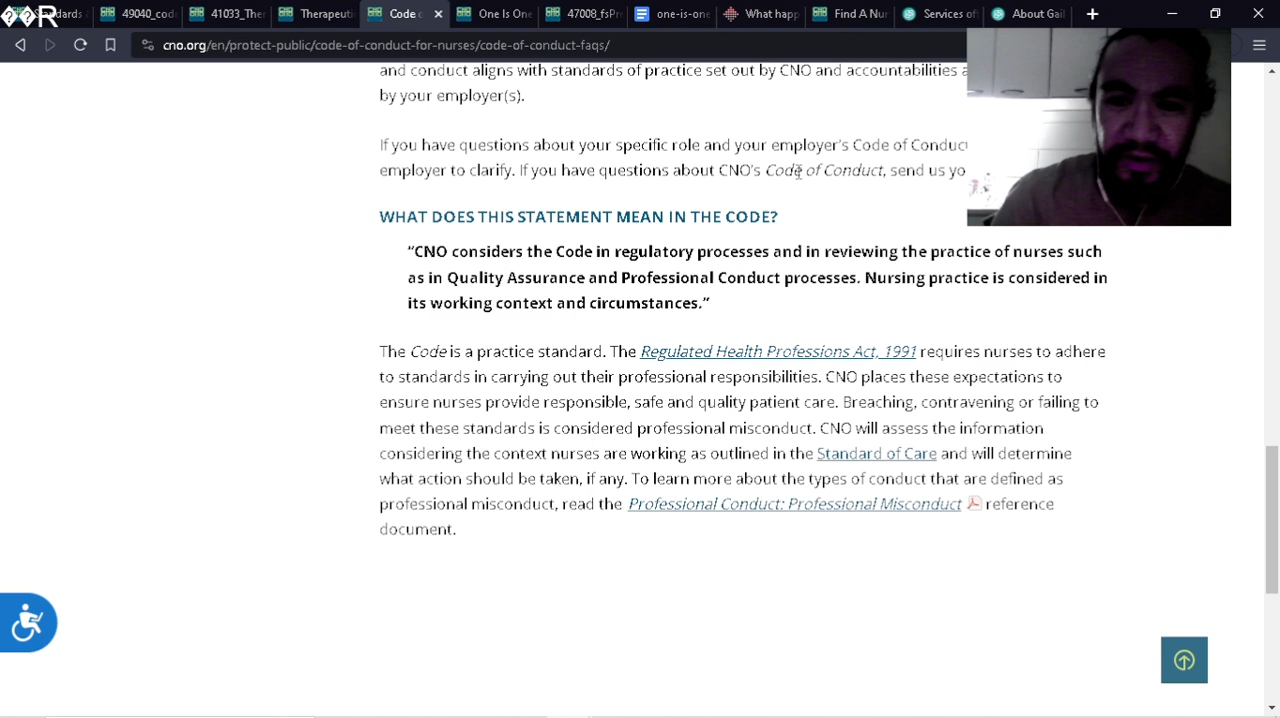 ��R
49040_cod
41033_The
Therapeuti
Code
One Is One
47008_fsPr
one-is-one
What happ
Find A Nur
Services of
About Gail
cno.org/en/protect-public/code-of-conduct-for-nurses/code-of-conduct-faqs/
and conduct aligns with standards of practice set out by CNO and accountabilities
by your employer(s).
If you have questions about your specific role and your employer's Code of Conduct
employer to clarify. If you have questions about CNO's Code of Conduct, send us yo
WHAT DOES THIS STATEMENT MEAN IN THE CODE?
"CNO considers the Code in regulatory processes and in reviewing the practice of nurses such
as in Quality Assurance and Professional Conduct processes. Nursing practice is considered in
its working context and circumstances."
The Code is a practice standard. The Regulated Health Professions Act, 1991 requires nurses to adhere
to standards in carrying out their professional responsibilities. CNO places these expectations to
ensure nurses provide responsible, safe and quality patient care. Breaching, contravening or failing to
meet these standards is considered professional misconduct. CNO will assess the information
considering the context nurses are working as outlined in the Standard of Care and will determine
what action should be taken, if any. To learn more about the types of conduct that are defined as
professional misconduct, read the Professional Conduct: Professional Misconduct reference
document.